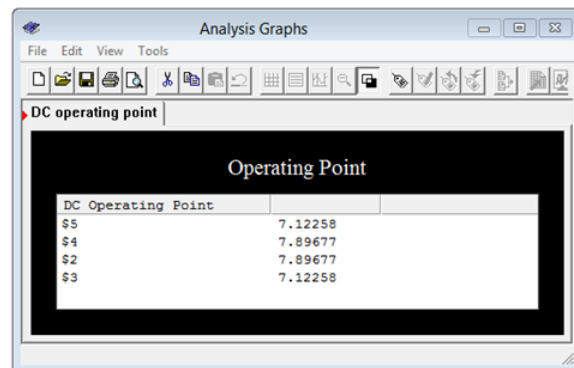 Analysis Graphs
File Edit View Tools
DC operating point
Operating Point
DC Operating Point
$5 7.12258
$4 7.89677
$2 7.89677
$3 7.12258